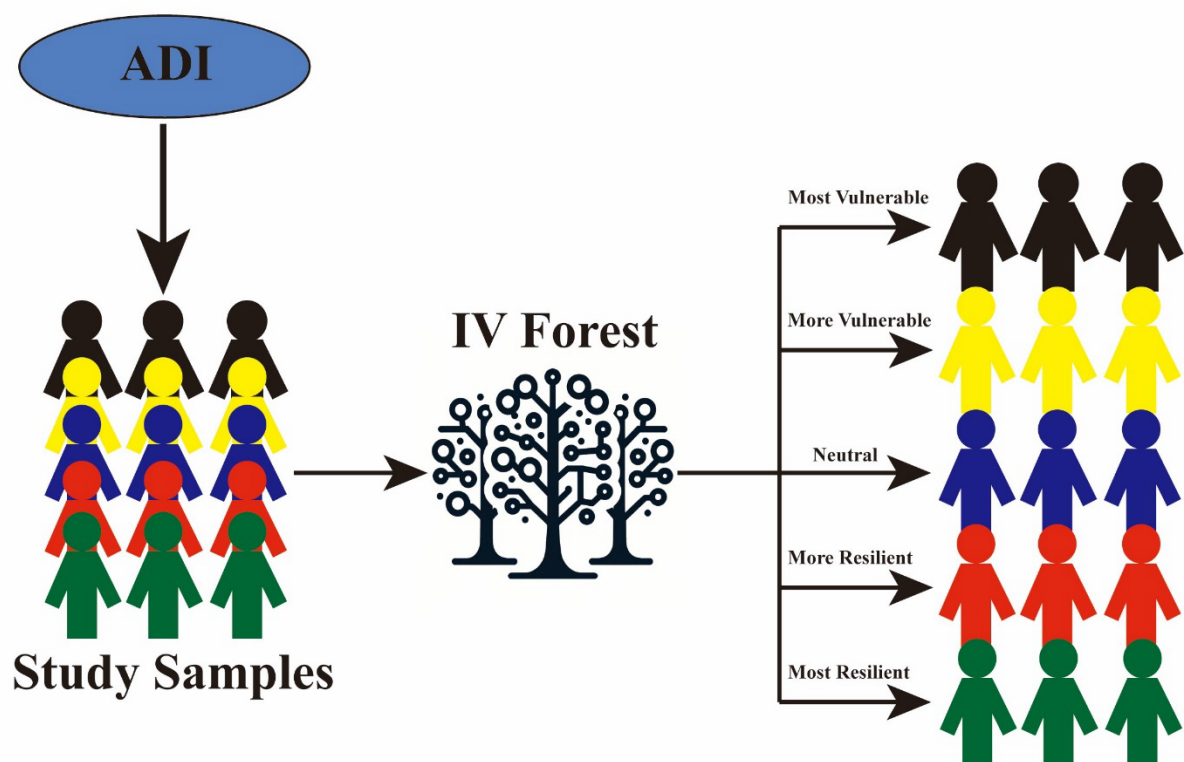 ADI
IV Forest
Study Samples
Most Vulnerable
More Vulnerable
Neutral
More Resilient
Most Resilient